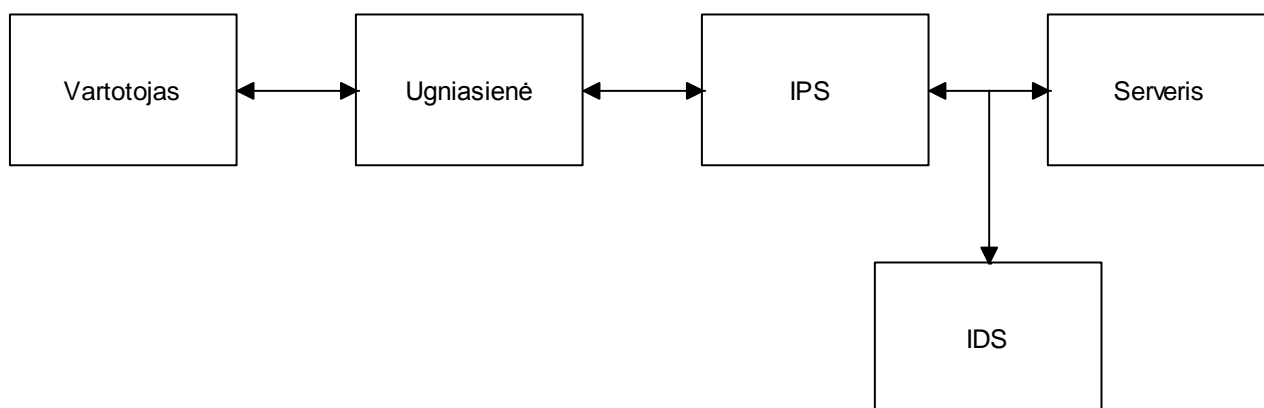 Vartotojas
Ugniasienė
IPS
Serveris
IDS